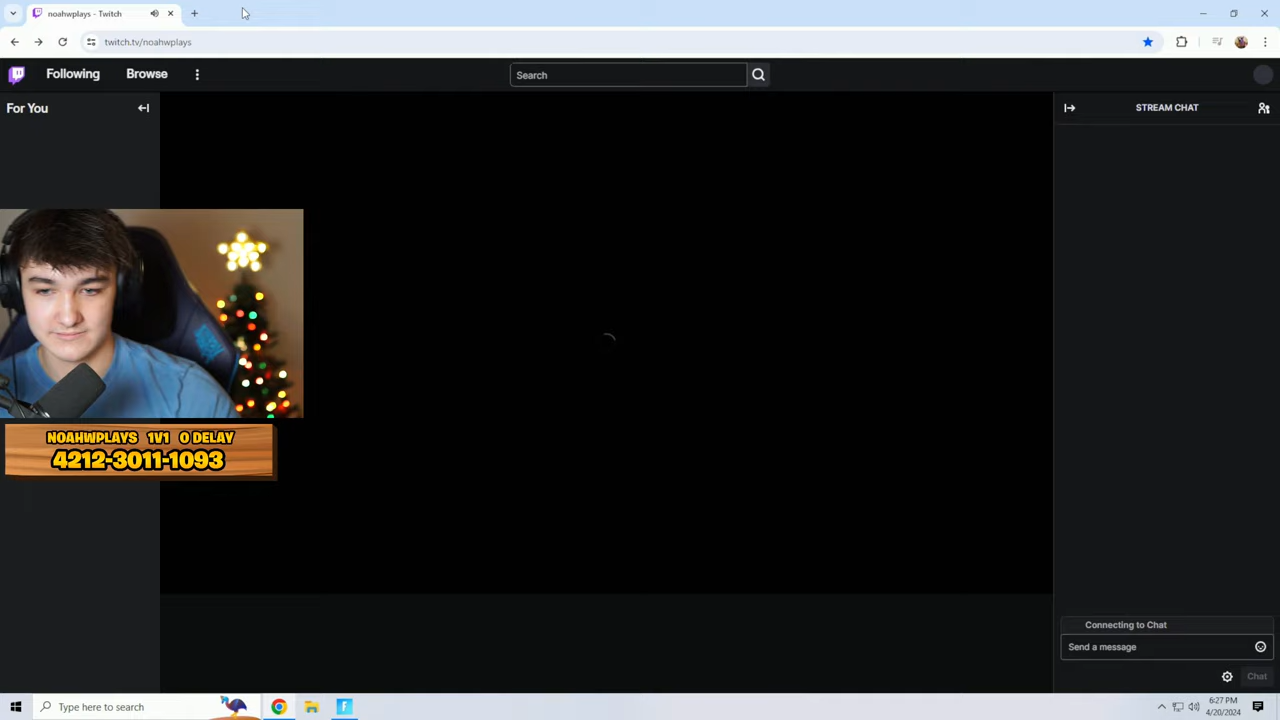 noahwplays - Twitch
twitch.tv/noahwplays
Following
Browse
Search
For You
STREAM CHAT
NOAHWPLAYS 1V1 0 DELAY
4212-3011-1093
Connecting to Chat
Send a message
Chat
Type here to search
6:27 PM
4/20/2024